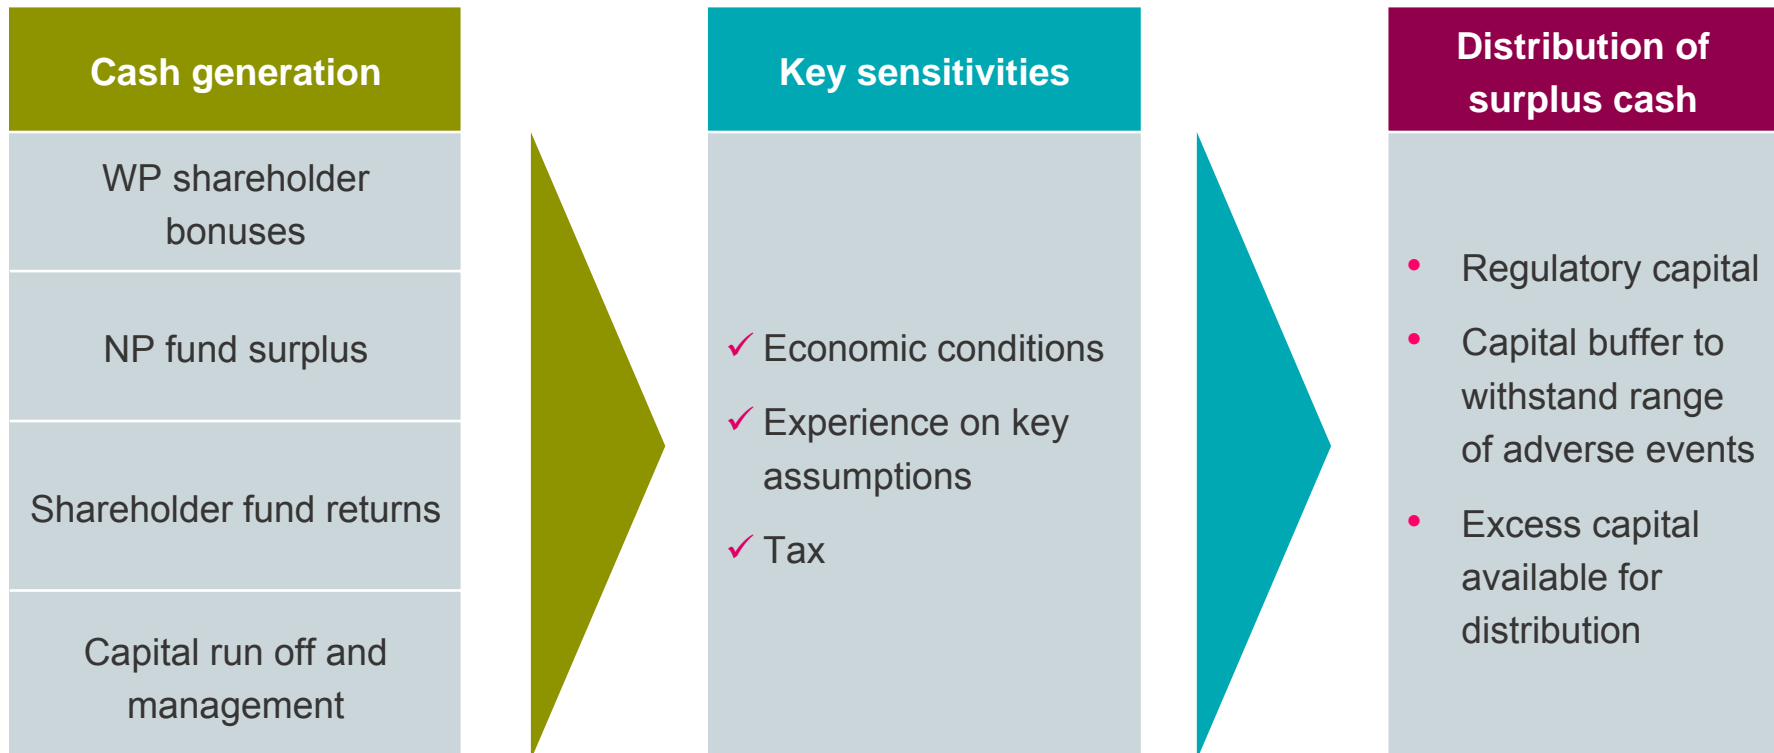 Cash generation
WP shareholder
bonuses
NP fund surplus
Shareholder fund returns
Capital run off and
management
Key sensitivities
✓ Economic conditions
✓ Experience on key
assumptions
✓ Tax
Distribution of
surplus cash
• Regulatory capital
• Capital buffer to
withstand range
of adverse events
• Excess capital
available for
distribution